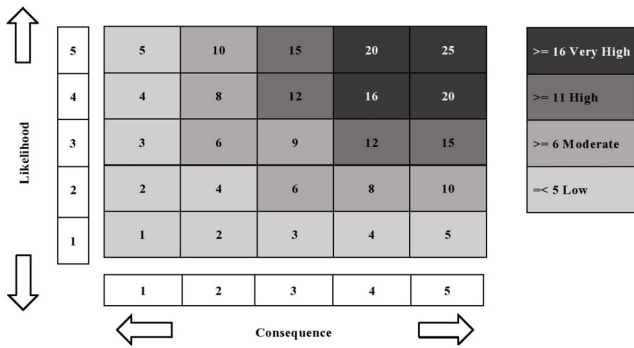 5 5 10 15 20 25 >= 16 Very High
4 4 8 12 16 20 >= 11 High
3 3 6 9 12 15 >= 6 Moderate
2 2 4 6 8 10 =< 5 Low
1 1 2 3 4 5
Likelihood
1 2 3 4 5
Consequence